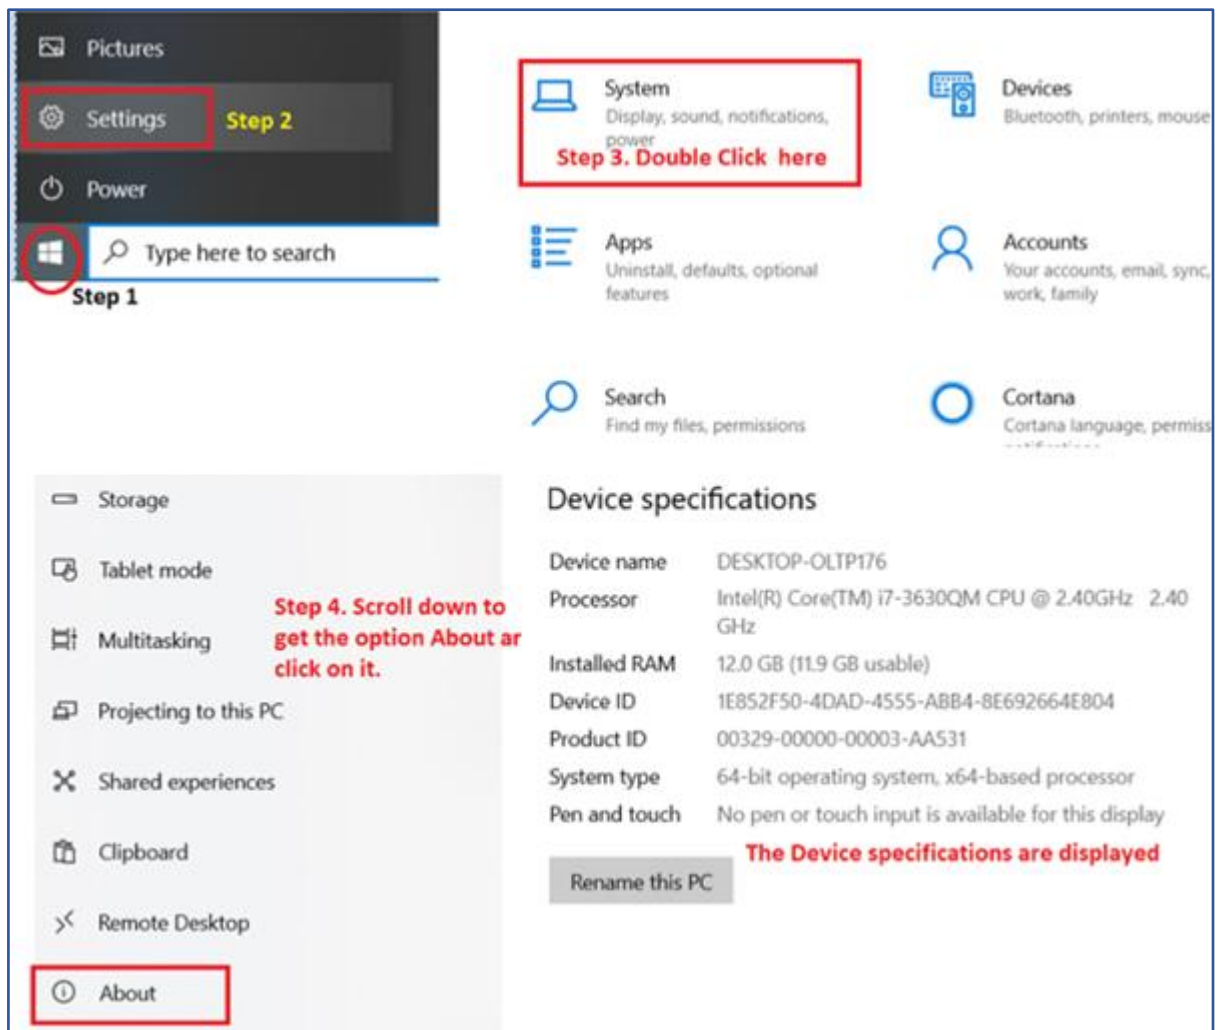 Pictures
Settings
Step 2
Power
Type here to search
Step 1
System
Display, sound, notifications,
power
Step 3. Double Click here
Devices
Bluetooth, printers, mouse
Apps
Uninstall, defaults, optional
features
Accounts
Your accounts, email, sync,
work, family
Search
Find my files, permissions
Cortana
Cortana language, permiss
Storage
Tablet mode
Multitasking
Projecting to this PC
Shared experiences
Clipboard
Remote Desktop
About
Step 4. Scroll down to
get the option About ar
click on it.
Device specifications
Device name DESKTOP-OLTP176
Processor Intel(R) Core(TM) i7-3630QM CPU @ 2.40GHz 2.40
GHz
Installed RAM 12.0 GB (11.9 GB usable)
Device ID 1E852F50-4DAD-4555-ABB4-8E692664E804
Product ID 00329-00000-00003-AA531
System type 64-bit operating system, x64-based processor
Pen and touch No pen or touch input is available for this display
The Device specifications are displayed
Rename this PC